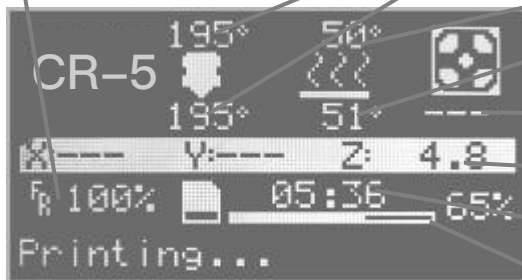 195° 50°
CR-5
195° 51° ---
X:--- Y:--- Z: 4.8
FR 100% 05:36 65%
Printing...